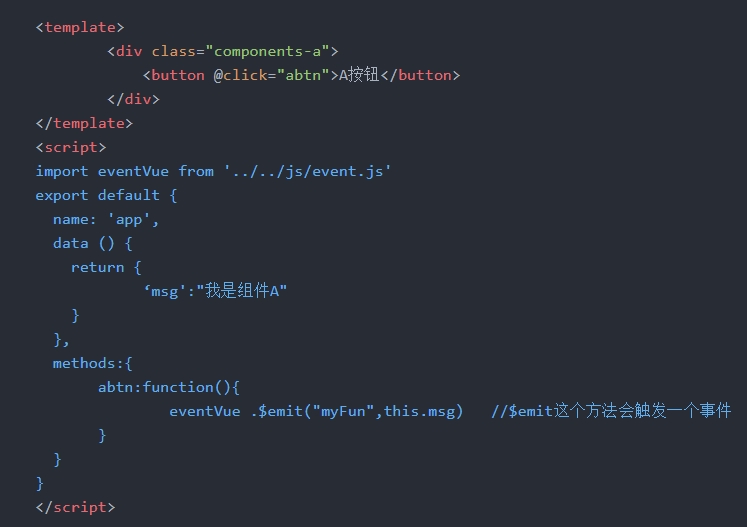 <template>
        <div class="components-a">
            <button @click="abtn">A按钮</button>
        </div>
</template>
<script>
import eventVue from '../../js/event.js'
export default {
  name: 'app',
  data () {
    return {
            ‘msg':"我是组件A"
    }
  },
  methods:{
       abtn:function(){
               eventVue .$emit("myFun",this.msg)   //$emit这个方法会触发一个事件
       }
  }
}
</script>